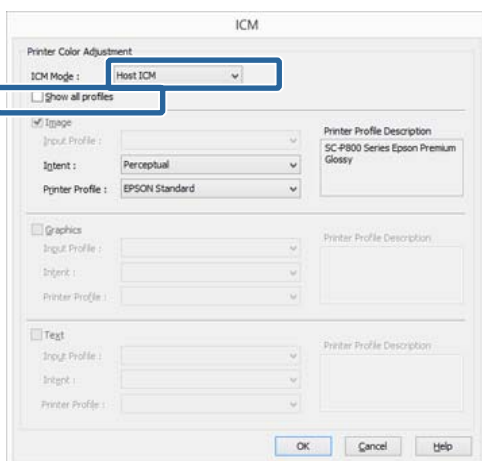 ICM
Printer Color Adjustment
ICM Mode : Host ICM
Show all profiles
Image
Input Profile :
Intent : Perceptual
Printer Profile : EPSON Standard
Printer Profile Description
SC-P800 Series Epson Premium
Glossy
Graphics
Input Profile :
Intent :
Printer Profile :
Printer Profile Description
Text
Input Profile :
Intent :
Printer Profile :
Printer Profile Description
OK Cancel Help